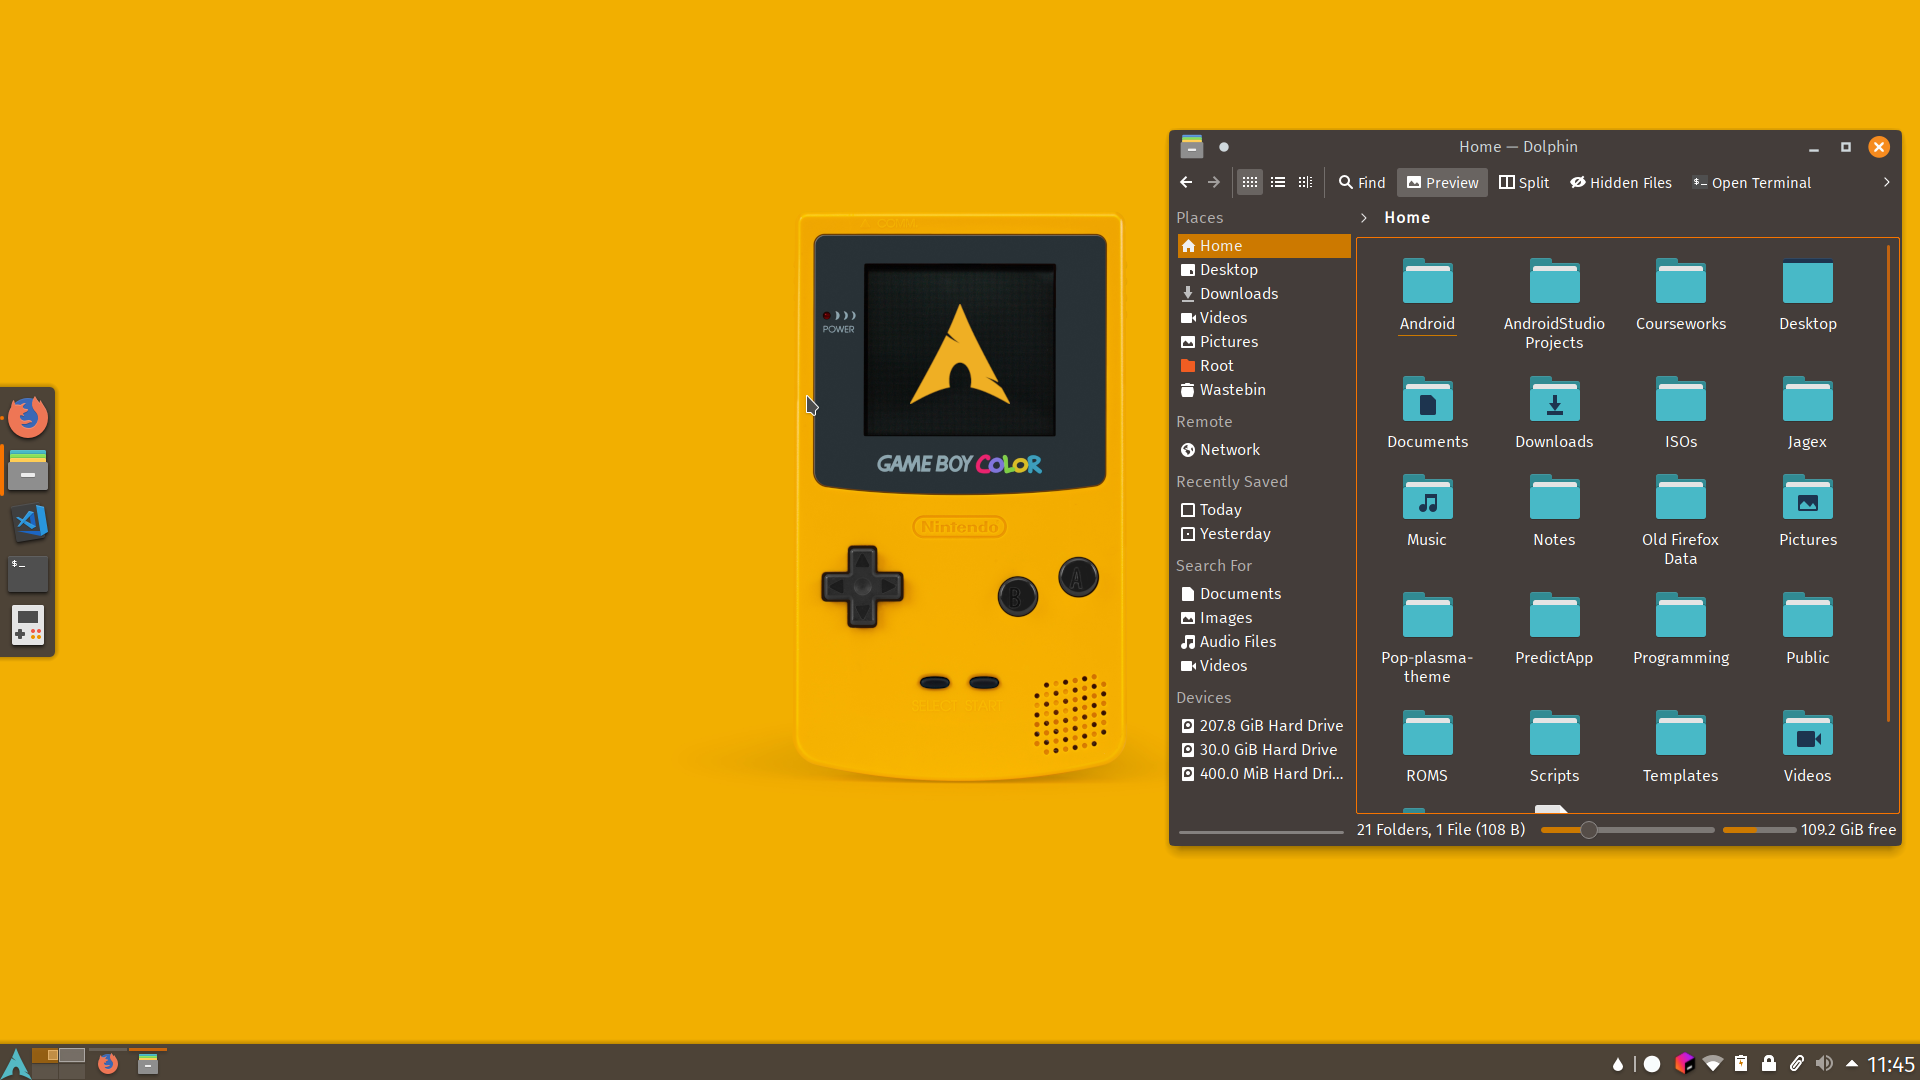 POWER
GAME BOY COLOR
Nintendo
B
A
SELECT START
Home — Dolphin
Find
Preview
Split
Hidden Files
Open Terminal
Places
Home
Desktop
Downloads
Videos
Pictures
Root
Wastebin
Remote
Network
Recently Saved
Today
Yesterday
Search For
Documents
Images
Audio Files
Videos
Devices
207.8 GiB Hard Drive
30.0 GiB Hard Drive
400.0 MiB Hard Dri...
Home
Android
AndroidStudio
Projects
Courseworks
Desktop
Documents
Downloads
ISOs
Jagex
Music
Notes
Old Firefox
Data
Pictures
Pop-plasma-
theme
PredictApp
Programming
Public
ROMS
Scripts
Templates
Videos
21 Folders, 1 File (108 B)
109.2 GiB free
11:45